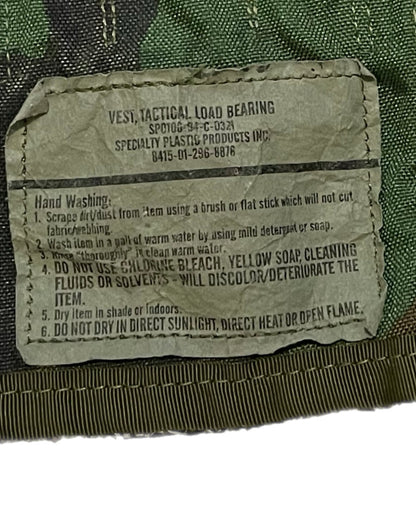 VEST, TACTICAL LOAD BEARING
SPO100-94-C-0321
SPECIALTY PLASTIC PRODUCTS INC.
8415-01-296-8878
Hand Washing:
1. Scrape dirt/dust from item using a brush or flat stick which will not cut
fabric/webbing.
2. Wash item in a pail of warm water by using mild detergent or soap.
3. Rinse "thoroughly" in clean warm water.
4. DO NOT USE CHLORINE BLEACH, YELLOW SOAP, CLEANING
FLUIDS OR SOLVENTS - WILL DISCOLOR/DETERIORATE THE
ITEM.
5. Dry item in shade or indoors.
6. DO NOT DRY IN DIRECT SUNLIGHT, DIRECT HEAT OR OPEN FLAME.